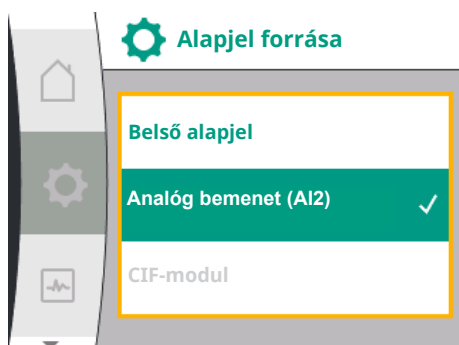 Alapjel forrása
Belső alapjel
Analóg bemenet (AI2)
CIF-modul